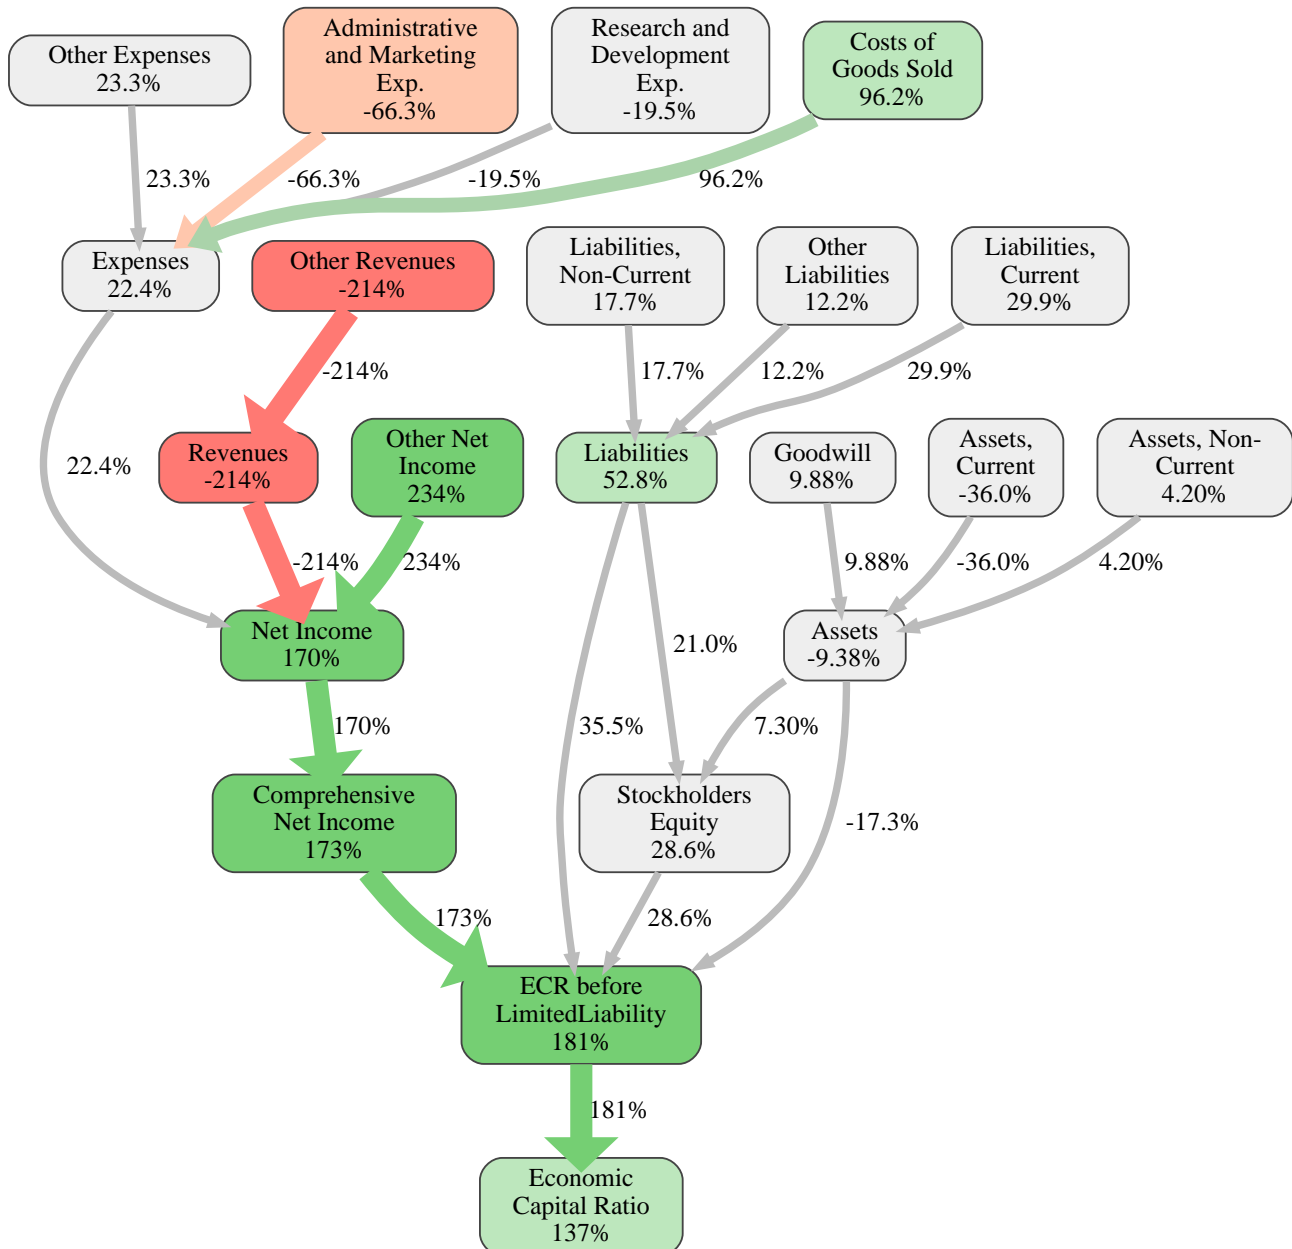 Other Expenses
23.3%
Administrative
and Marketing
Exp.
-66.3%
Research and
Development
Exp.
-19.5%
Costs of
Goods Sold
96.2%
23.3%
-66.3%
-19.5%
96.2%
Expenses
22.4%
Other Revenues
-214%
Liabilities,
Non-Current
17.7%
Other
Liabilities
12.2%
Liabilities,
Current
29.9%
-214%
17.7%
12.2%
29.9%
22.4%
Revenues
-214%
Other Net
Income
234%
Liabilities
52.8%
Goodwill
9.88%
Assets,
Current
-36.0%
Assets, Non-
Current
4.20%
-214%
234%
9.88%
-36.0%
4.20%
Net Income
170%
21.0%
Assets
-9.38%
170%
35.5%
7.30%
Comprehensive
Net Income
173%
Stockholders
Equity
28.6%
-17.3%
173%
28.6%
ECR before
LimitedLiability
181%
181%
Economic
Capital Ratio
137%